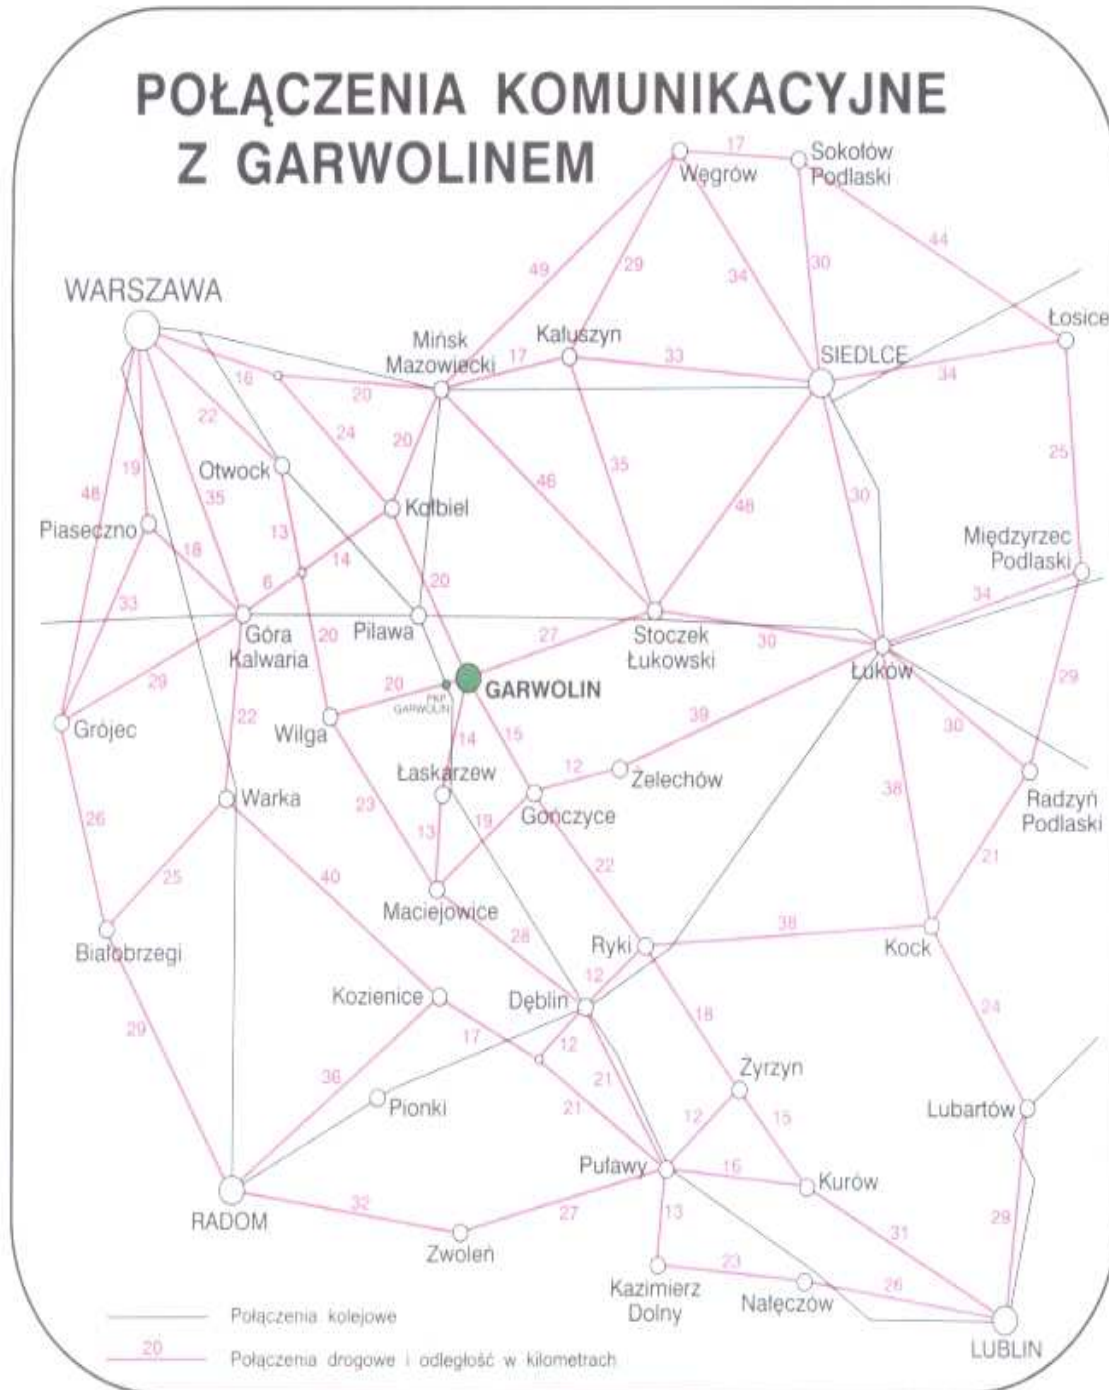 POŁĄCZENIA KOMUNIKACYJNE
Z GARWOLINEM
17
Węgrów
Sokołów
Podlaski
44
49
29
34
30
WARSZAWA
Mińsk
Mazowiecki
Kałuszyn
17
33
SIEDLCE
Łosice
34
16
20
22
24
20
19
48
35
Otwock
46
35
48
30
25
Kołbiel
Piaseczno
18
13
14
6
20
33
Międzyrzec
Podlaski
34
Góra
Kalwaria
Pilawa
20
27
Stoczek
Łukowski
30
Łuków
29
29
22
20
PKP
GARWOLIN
GARWOLIN
39
30
Grójec
Wilga
14
15
12
Żelechów
38
Łaskarzew
Gończyce
Warka
23
13
19
Radzyń
Podlaski
26
25
40
22
21
Maciejowice
Białobrzegi
28
Ryki
38
Kock
12
Kozienice
Dęblin
18
24
29
17
12
21
36
21
Pionki
Żyrzyn
12
15
Lubartów
Puławy
16
Kurów
RADOM
32
27
13
31
29
Zwoleń
23
26
Kazimierz
Dolny
Nałęczów
LUBLIN
Połączenia kolejowe
20
Połączenia drogowe i odległość w kilometrach